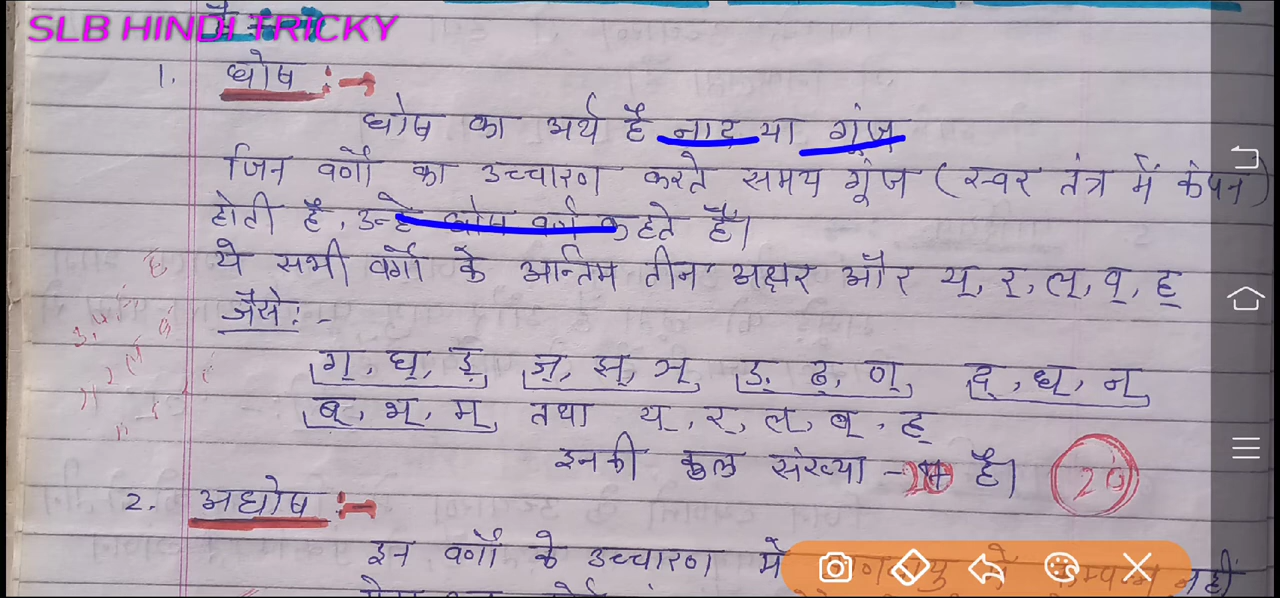 SLB HINDI TRICKY
1. घोष :→
घोष का अर्थ है नाद या गूंज
जिन वर्णों का उच्चारण करते समय गूंज (स्वर तंत्र में कंपन)
होती है, उन्हे घोष वर्ण कहते हैं।
ये सभी वर्गों के अन्तिम तीन अक्षर और य्, र्, ल्, व्, ह्
जैसे: -
ग्, घ्, ङ्, ज्, झ्, ञ्, ड्, ढ्, ण्, द्, ध्, न्
ब्, भ्, म्, तथा य्, र्, ल्, व्, ह्
इनकी कुल संख्या - है। 20
2. अघोष :→
इन वर्णों के उच्चारण में नहीं